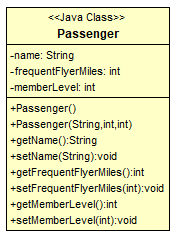 <<Java Class>>
Passenger
-name: String
-frequentFlyerMiles: int
-memberLevel: int
+Passenger()
+Passenger(String,int,int)
+getName():String
+setName(String):void
+getFrequentFlyerMiles():int
+setFrequentFlyerMiles(int):void
+getMemberLevel():int
+setMemberLevel(int):void